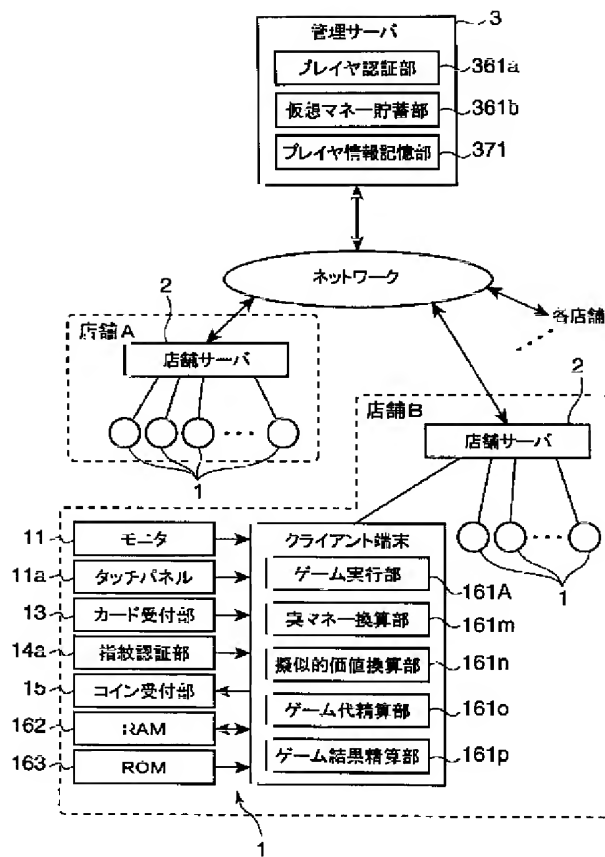 3
管理サーバ
プレイヤ認証部
361a
仮想マネー貯蓄部
361b
プレイヤ情報記憶部
371
ネットワーク
各店舗
店舗A
2
店舗サーバ
1
店舗B
2
店舗サーバ
1
11
モニタ
11a
タッチパネル
13
カード受付部
14a
指紋認証部
15
コイン受付部
162
RAM
163
ROM
クライアント端末
ゲーム実行部
161A
実マネー換算部
161m
擬似的価値換算部
161n
ゲーム代精算部
161o
ゲーム結果精算部
161p
1